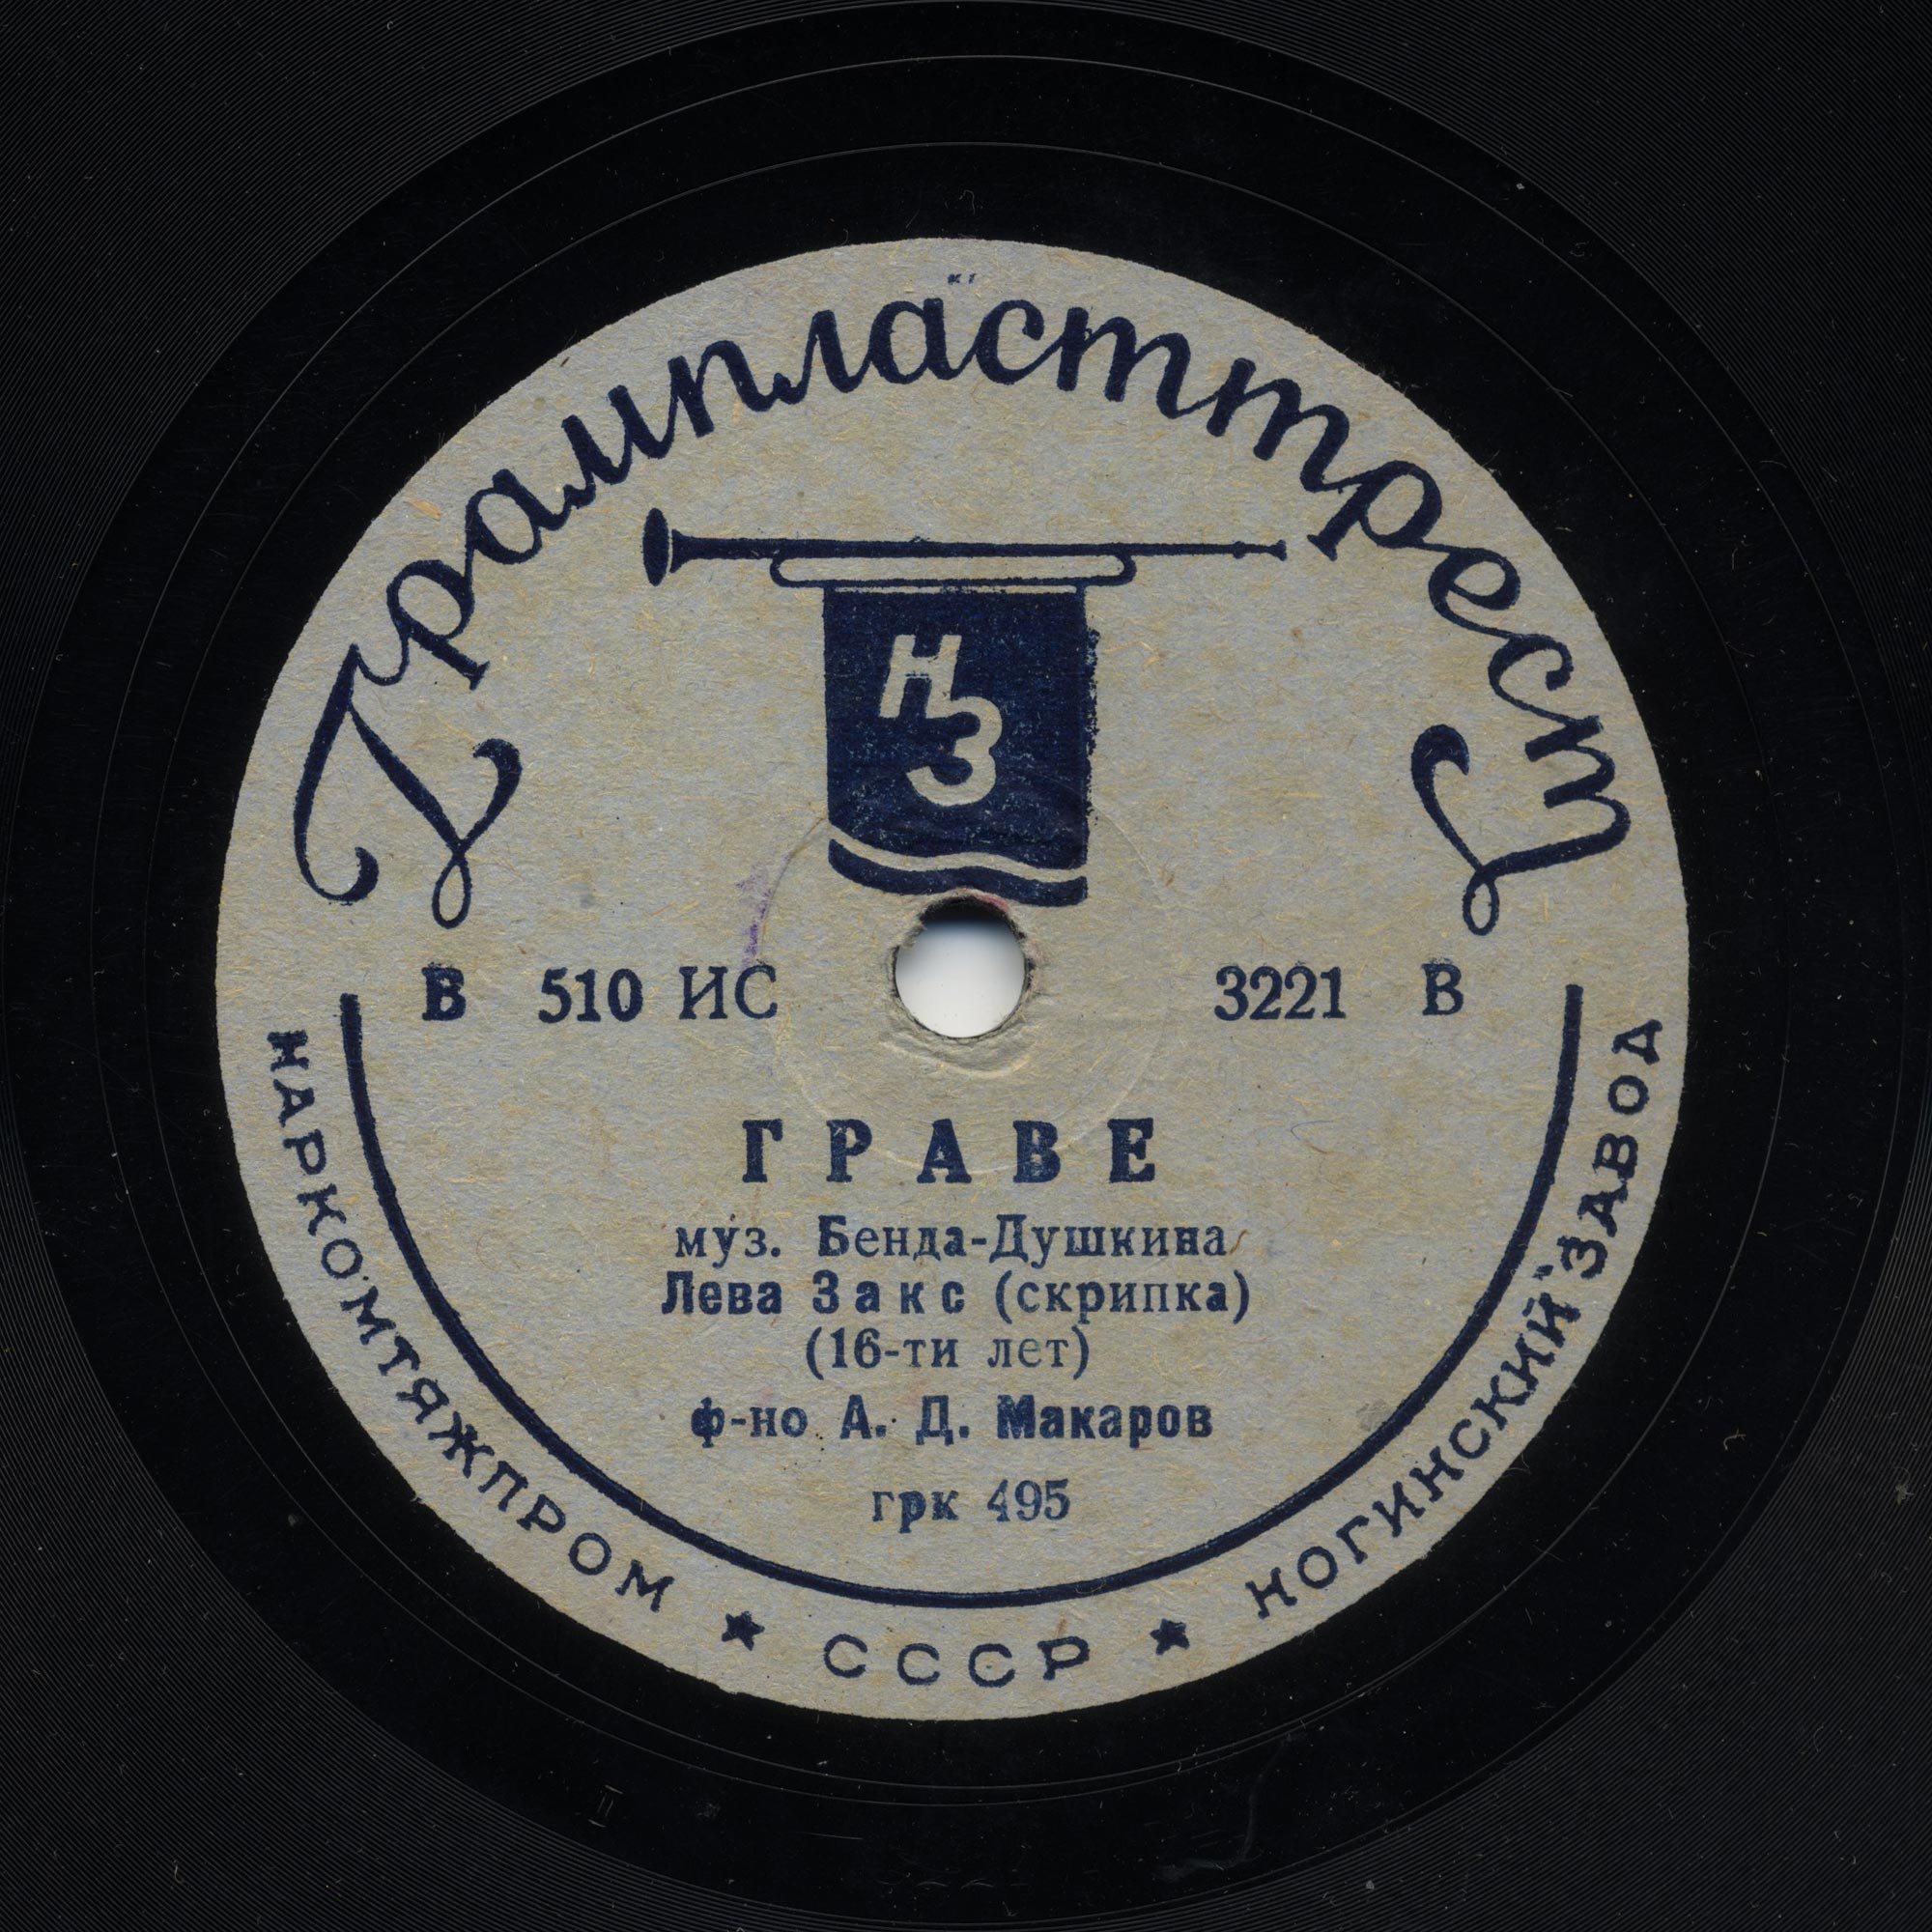 Грампласттрест
НЗ
В 510 ИС 3221 В
ГРАВЕ
муз. Бенда-Душкина
Лева Закс (скрипка)
(16-ти лет)
ф-но А. Д. Макаров
грк 495
НАРКОМТЯЖПРОМ ★ СССР ★ НОГИНСКИЙ ЗАВОД